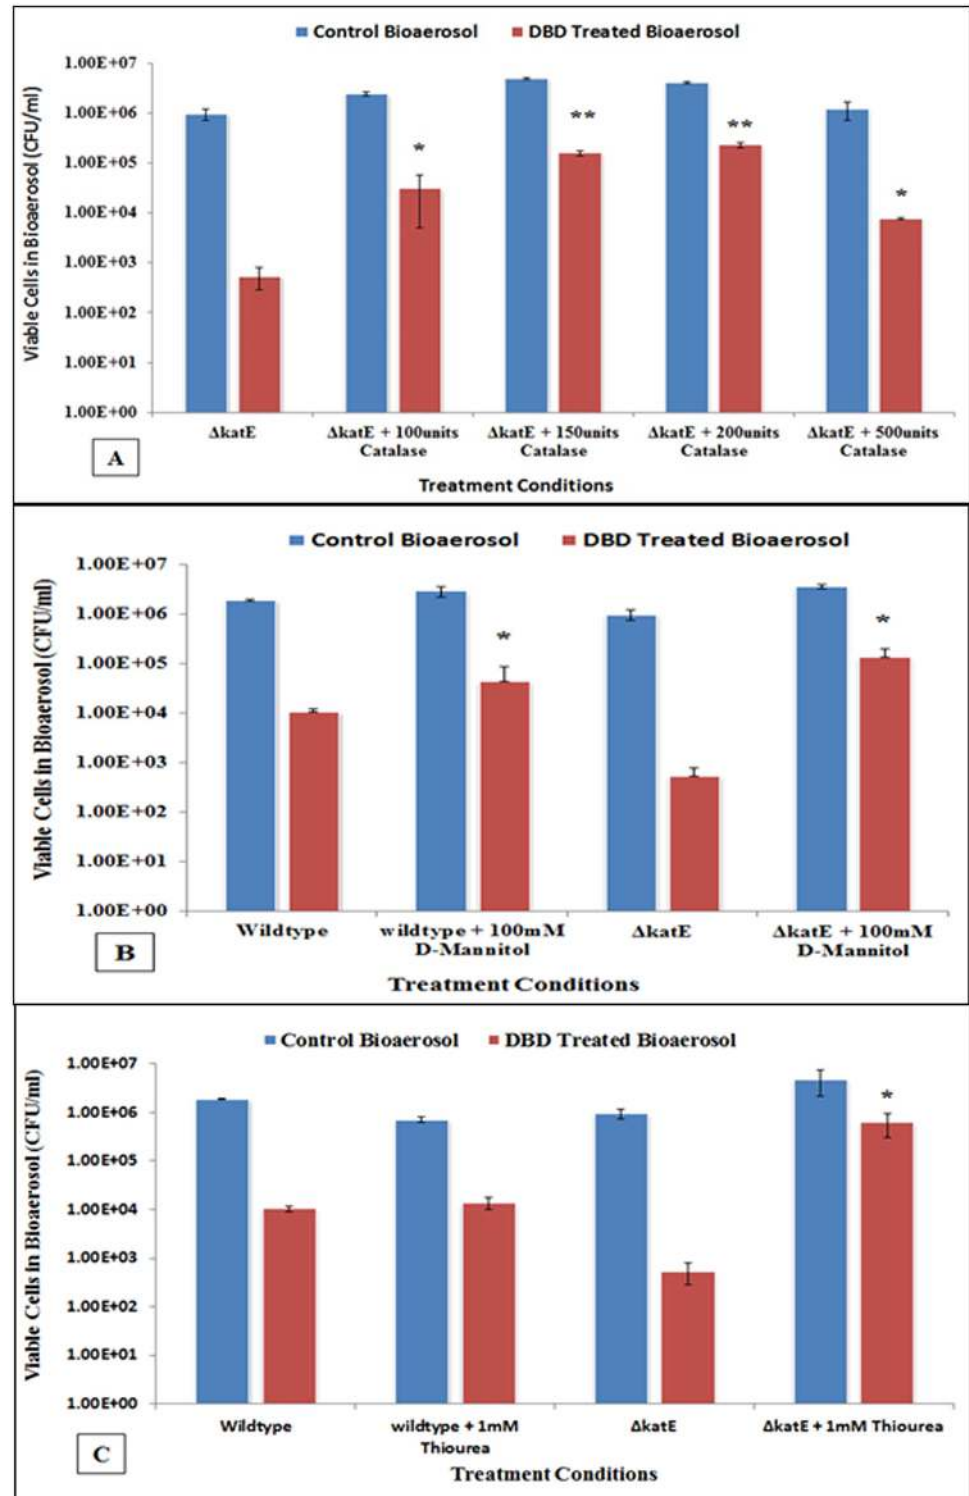 Control Bioaerosol DBD Treated Bioaerosol
Viable Cells in Bioaerosol (CFU/ml)
1.00E+07
1.00E+06
1.00E+05
1.00E+04
1.00E+03
1.00E+02
1.00E+01
1.00E+00
*
**
**
*
ΔkatE
ΔkatE + 100units
Catalase
ΔkatE + 150units
Catalase
ΔkatE + 200units
Catalase
ΔkatE + 500units
Catalase
A
Treatment Conditions
Control Bioaerosol DBD Treated Bioaerosol
Viable Cells in Bioaerosol (CFU/ml)
1.00E+07
1.00E+06
1.00E+05
1.00E+04
1.00E+03
1.00E+02
1.00E+01
1.00E+00
*
*
Wildtype
wildtype + 100mM
D-Mannitol
ΔkatE
ΔkatE + 100mM
D-Mannitol
B
Treatment Conditions
Control Bioaerosol DBD Treated Bioaerosol
Viable Cells in Bioaerosol (CFU/ml)
1.00E+07
1.00E+06
1.00E+05
1.00E+04
1.00E+03
1.00E+02
1.00E+01
1.00E+00
*
Wildtype
wildtype + 1mM
Thiourea
ΔkatE
ΔkatE + 1mM Thiourea
C
Treatment Conditions